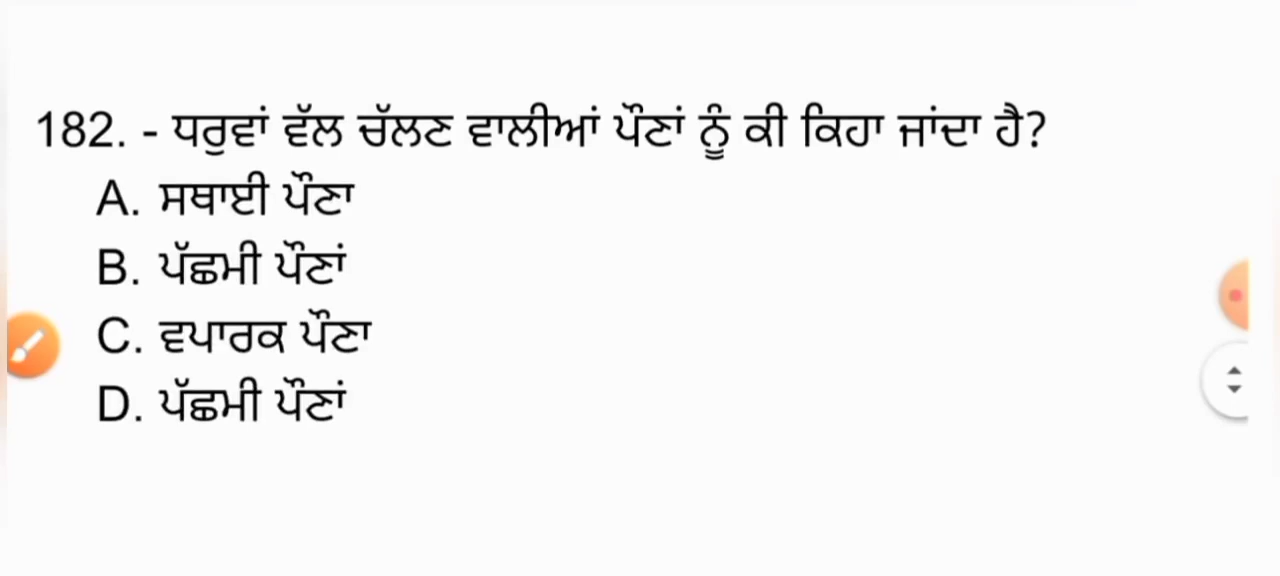 182. - ਧਰੁਵਾਂ ਵੱਲ ਚੱਲਣ ਵਾਲੀਆਂ ਪੌਣਾਂ ਨੂੰ ਕੀ ਕਿਹਾ ਜਾਂਦਾ ਹੈ?
A. ਸਥਾਈ ਪੌਣਾ
B. ਪੱਛਮੀ ਪੌਣਾਂ
C. ਵਪਾਰਕ ਪੌਣਾ
D. ਪੱਛਮੀ ਪੌਣਾਂ